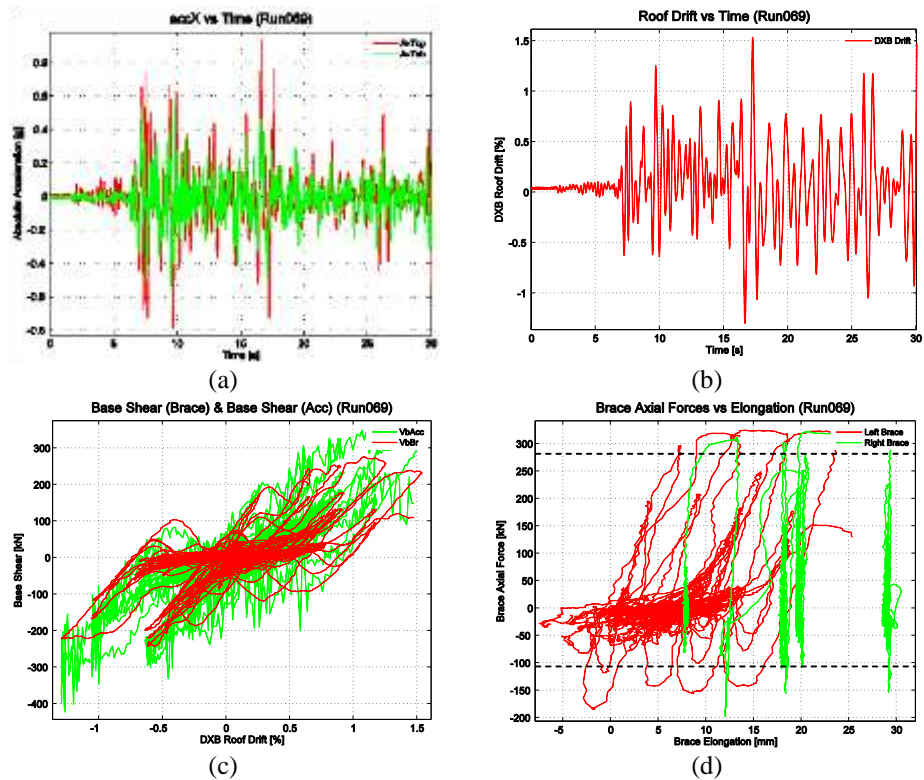 accX vs Time (Run069)
0.8
0.6
0.4
0.2
0
-0.2
-0.4
-0.6
-0.8
Absolute Acceleration [g]
0 5 10 15 20 25 30
Time [s]
(a)
Roof Drift vs Time (Run069)
DXB Drift
1.5
1
0.5
0
-0.5
-1
DXB Roof Drift [%]
0 5 10 15 20 25 30
Time [s]
(b)
Base Shear (Brace) & Base Shear (Acc) (Run069)
VbAcc
VbBr
300
200
100
0
-100
-200
-300
-400
Base Shear [kN]
-1 -0.5 0 0.5 1 1.5
DXB Roof Drift [%]
(c)
Brace Axial Forces vs Elongation (Run069)
Left Brace
Right Brace
300
250
200
150
100
50
0
-50
-100
-150
-200
Brace Axial Force [kN]
-5 0 5 10 15 20 25 30
Brace Elongation [mm]
(d)